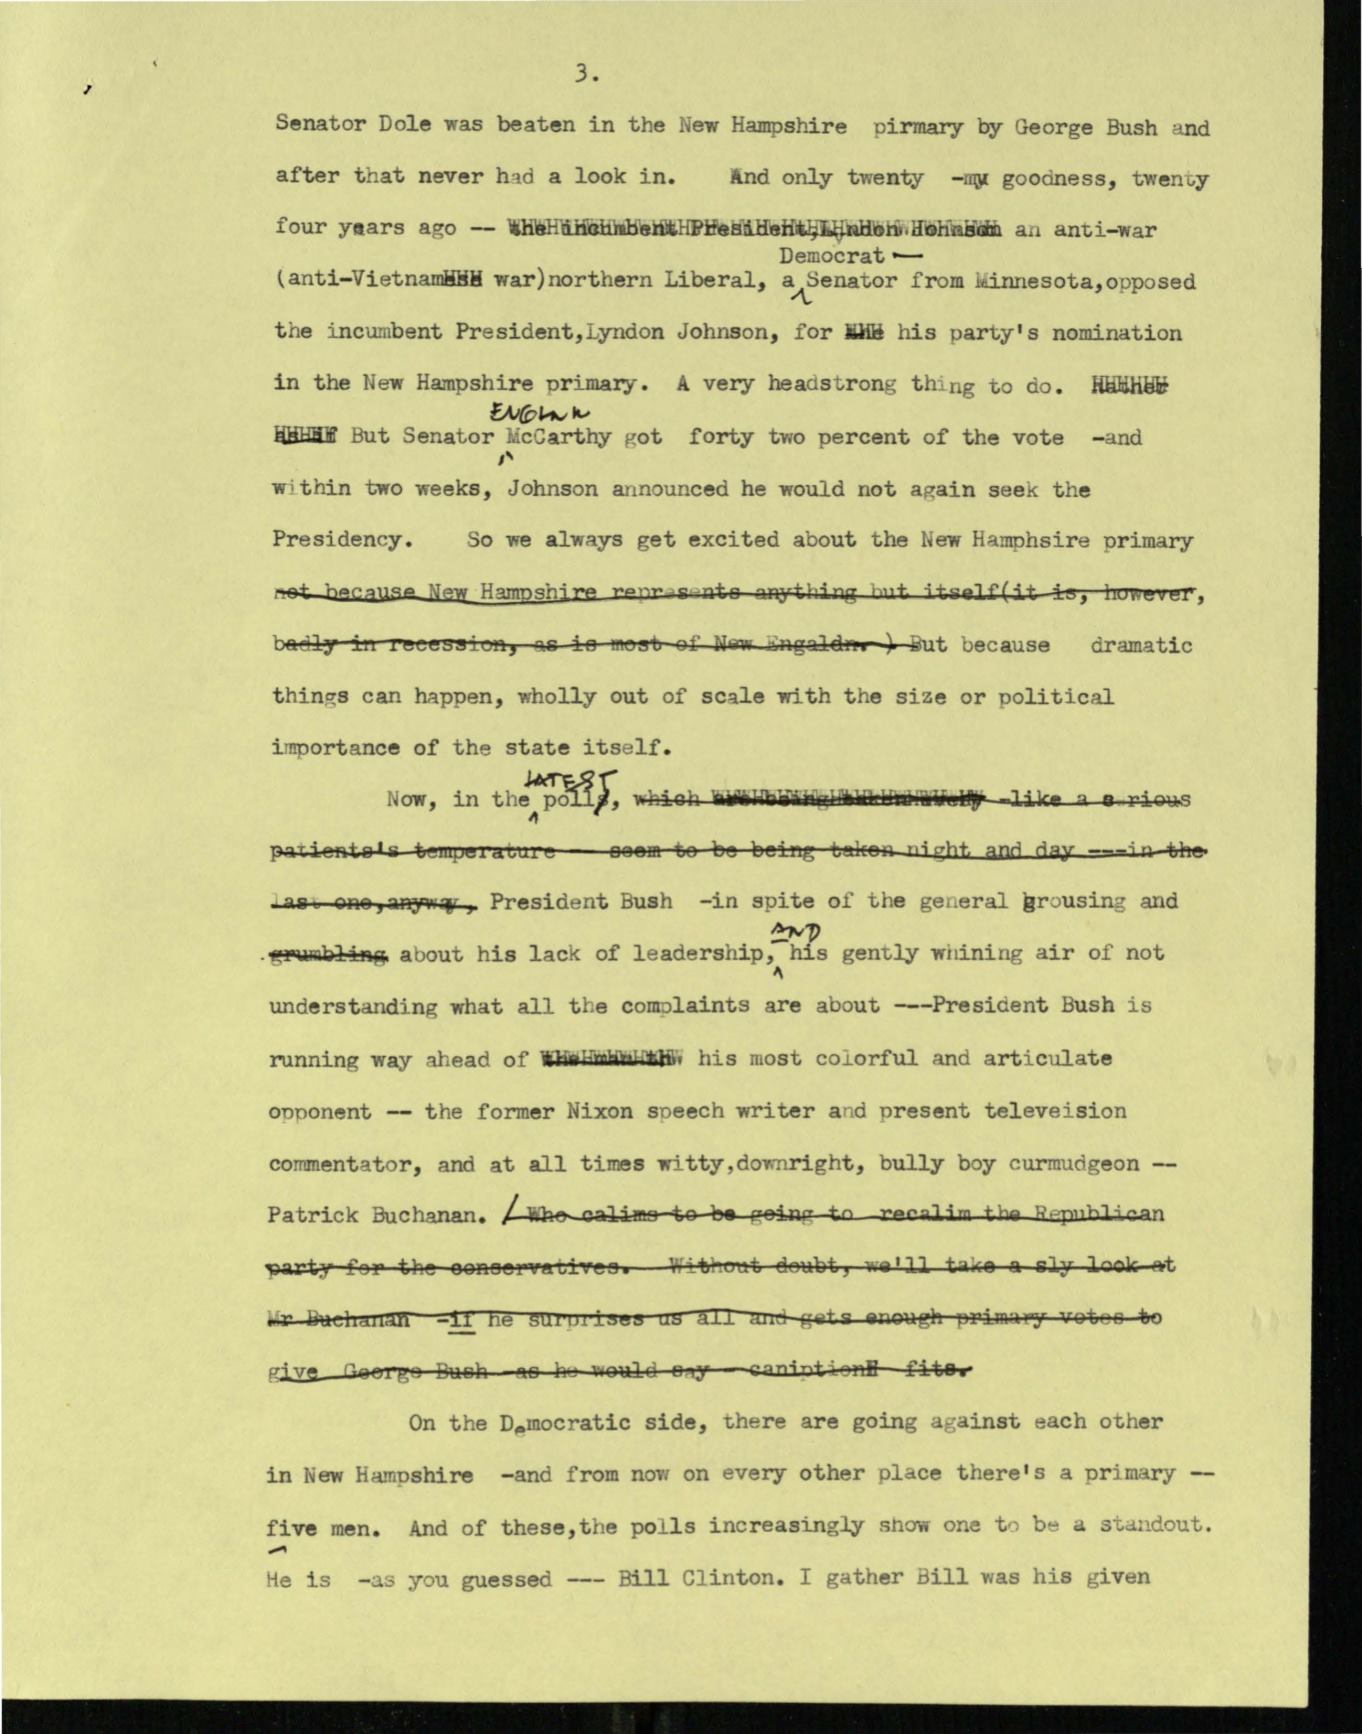 3.
Senator Dole was beaten in the New Hampshire pirmary by George Bush and
after that never had a look in. And only twenty -my goodness, twenty
four years ago -- the incumbent President,Lyndon Johnson an anti-war
Democrat —
(anti-Vietnam war)northern Liberal, a Senator from Minnesota,opposed
the incumbent President,Lyndon Johnson, for his party's nomination
in the New Hampshire primary. A very headstrong thing to do.
But Senator McCarthy got forty two percent of the vote -and
within two weeks, Johnson announced he would not again seek the
Presidency. So we always get excited about the New Hamphsire primary
not because New Hampshire represents anything but itself(it is, however,
badly in recession, as is most of New Engaldn. ) But because dramatic
things can happen, wholly out of scale with the size or political
importance of the state itself.
LATEST
Now, in the polls, which -like a serious
patients's temperature -- seem to be being taken night and day ---in the
last one,anyway, President Bush -in spite of the general grousing and
AND
grumbling about his lack of leadership, his gently whining air of not
understanding what all the complaints are about ---President Bush is
running way ahead of his most colorful and articulate
opponent -- the former Nixon speech writer and present televeision
commentator, and at all times witty,downright, bully boy curmudgeon --
Patrick Buchanan. / Who calims to be going to recalim the Republican
party for the conservatives. Without doubt, we'll take a sly look at
Mr Buchanan -if he surprises us all and gets enough primary votes to
give George Bush -as he would say - caniption fits.
On the Democratic side, there are going against each other
in New Hampshire -and from now on every other place there's a primary --
five men. And of these,the polls increasingly show one to be a standout.
He is -as you guessed --- Bill Clinton. I gather Bill was his given